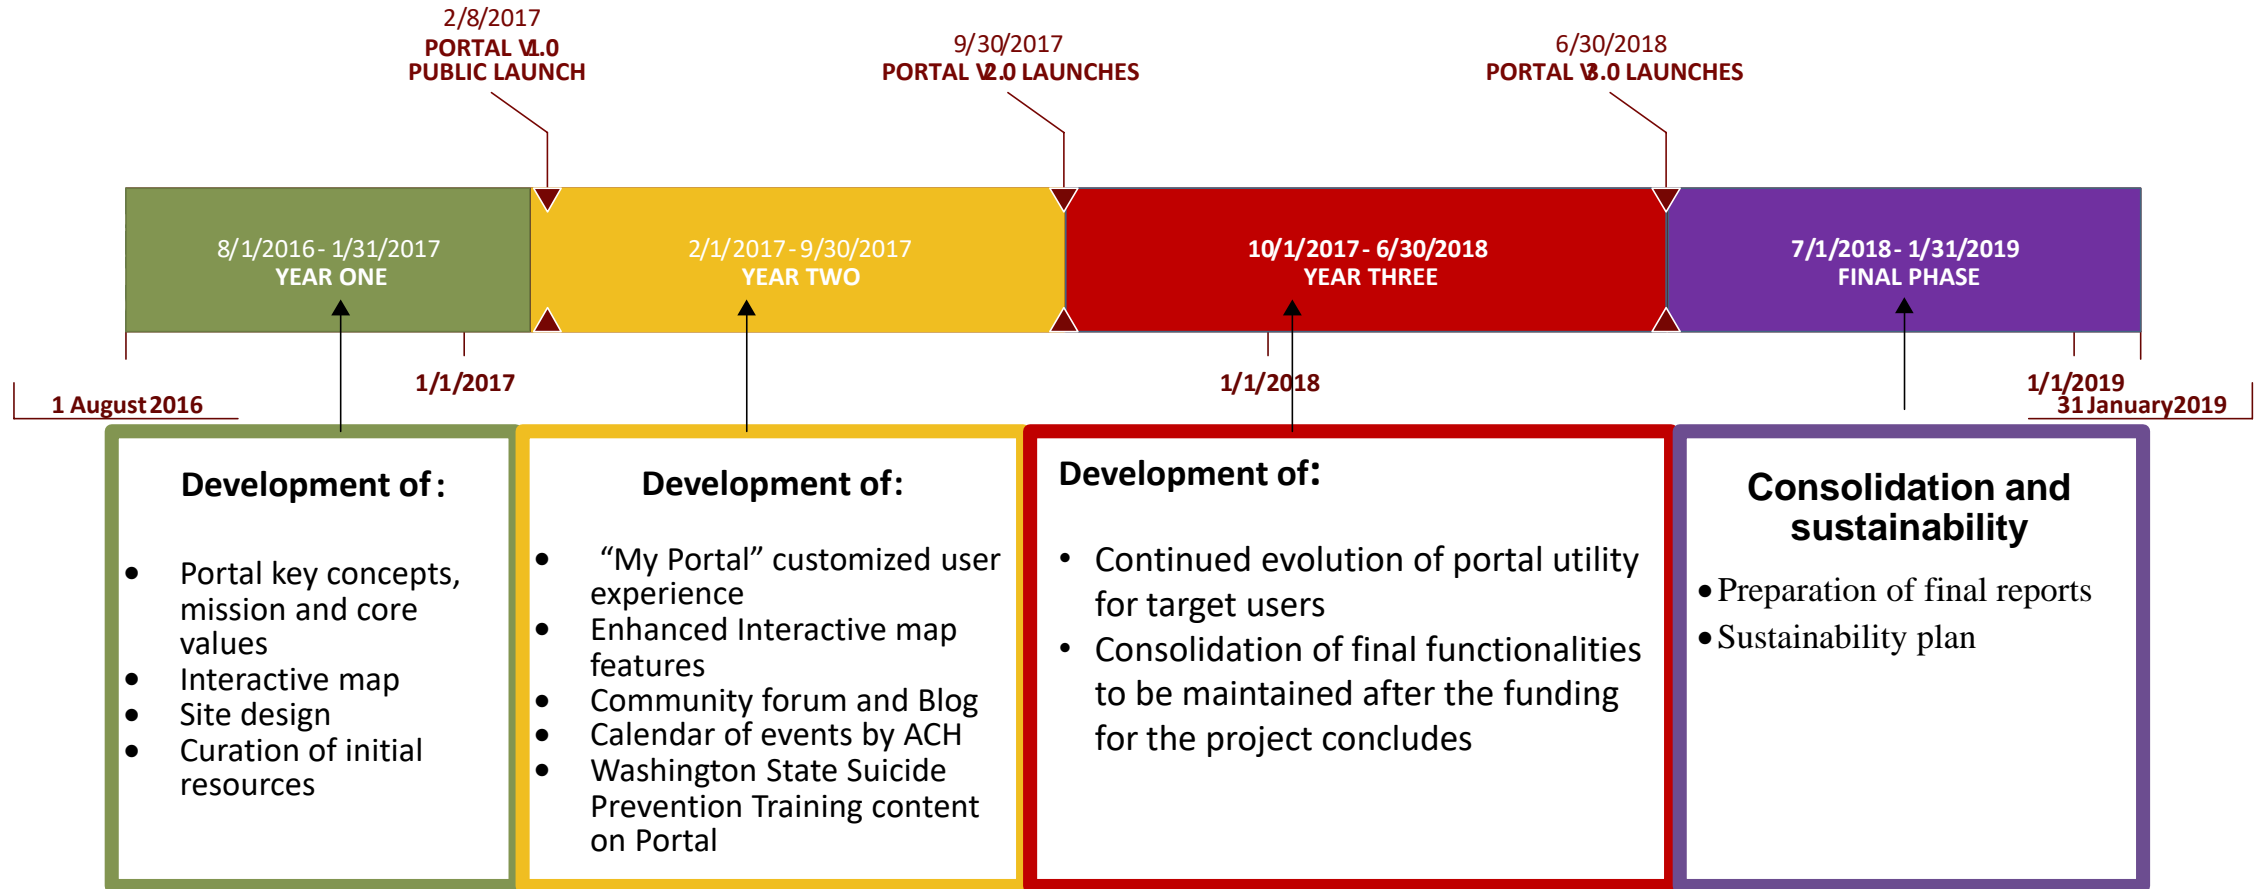 2/8/2017
PORTAL V1.0
PUBLIC LAUNCH
9/30/2017
PORTAL V2.0 LAUNCHES
6/30/2018
PORTAL V3.0 LAUNCHES
8/1/2016 - 1/31/2017
YEAR ONE
2/1/2017 - 9/30/2017
YEAR TWO
10/1/2017 - 6/30/2018
YEAR THREE
7/1/2018 - 1/31/2019
FINAL PHASE
1/1/2017
1/1/2018
1/1/2019
1 August 2016
31 January 2019
Development of:
• Portal key concepts,
mission and core
values
• Interactive map
• Site design
• Curation of initial
resources
Development of:
• “My Portal” customized user
experience
• Enhanced Interactive map
features
• Community forum and Blog
• Calendar of events by ACH
• Washington State Suicide
Prevention Training content
on Portal
Development of:
• Continued evolution of portal utility
for target users
• Consolidation of final functionalities
to be maintained after the funding
for the project concludes
Consolidation and
sustainability
• Preparation of final reports
• Sustainability plan